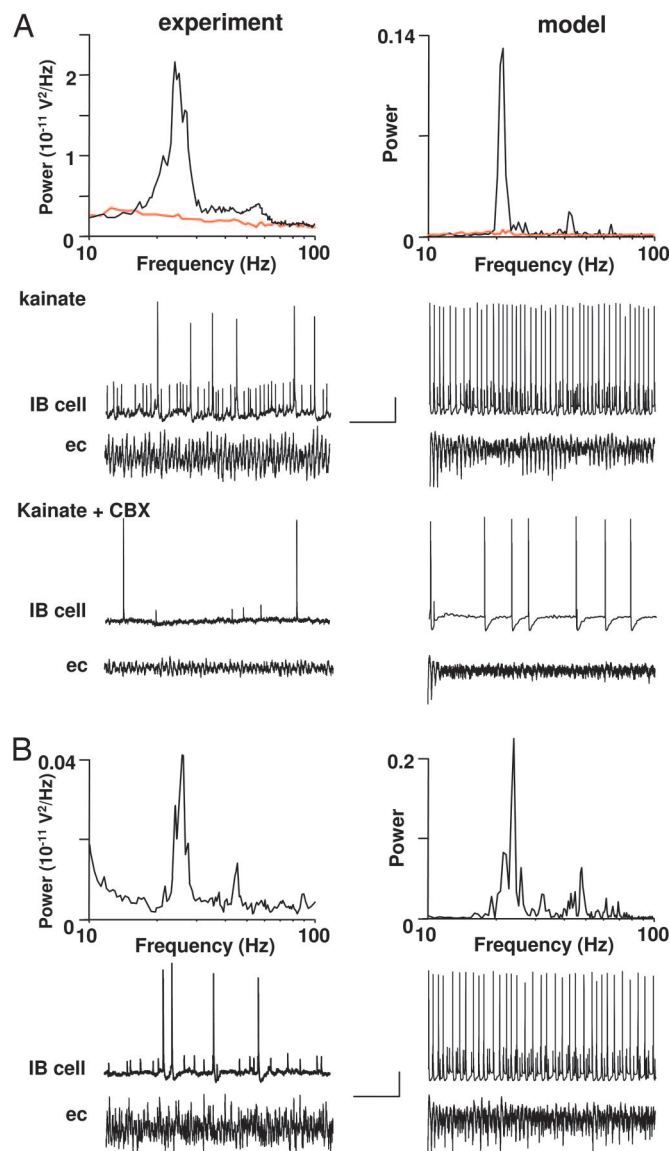 A experiment model
Power (10⁻¹¹ V²/Hz)
2
1
0
10 Frequency (Hz) 100
Power
0.14
0
10 Frequency (Hz) 100
kainate
IB cell
ec
Kainate + CBX
IB cell
ec
B
Power (10⁻¹¹ V²/Hz)
0.04
0
10 Frequency (Hz) 100
Power
0.2
0
10 Frequency (Hz) 100
IB cell
ec